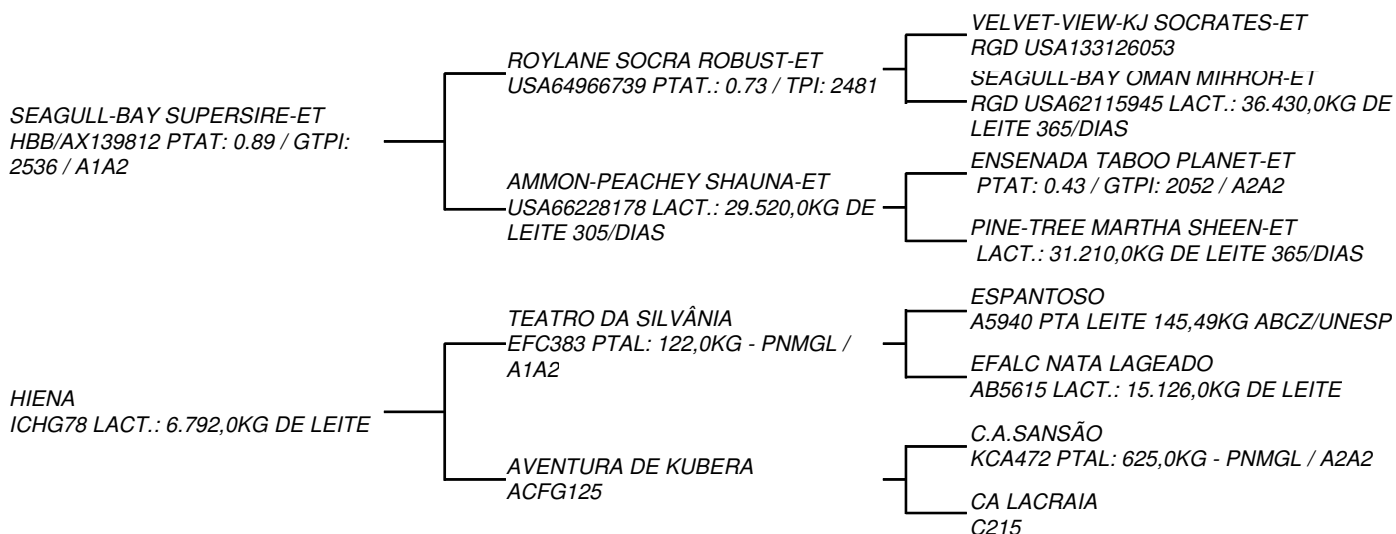 SEAGULL-BAY SUPERSIRE-ET
HBB/AX139812 PTAT: 0.89 / GTPI:
2536 / A1A2
HIENA
ICHG78 LACT.: 6.792,0KG DE LEITE
ROYLANE SOCRA ROBUST-ET
USA64966739 PTAT.: 0.73 / TPI: 2481
AMMON-PEACHEY SHAUNA-ET
USA66228178 LACT.: 29.520,0KG DE
LEITE 305/DIAS
TEATRO DA SILVÂNIA
EFC383 PTAL: 122,0KG - PNMGL /
A1A2
AVENTURA DE KUBERA
ACFG125
VELVET-VIEW-KJ SOCRATES-ET
RGD USA133126053
SEAGULL-BAY OMAN MIRROR-ET
RGD USA62115945 LACT.: 36.430,0KG DE
LEITE 365/DIAS
ENSENADA TABOO PLANET-ET
PTAT: 0.43 / GTPI: 2052 / A2A2
PINE-TREE MARTHA SHEEN-ET
LACT.: 31.210,0KG DE LEITE 365/DIAS
ESPANTOSO
A5940 PTA LEITE 145,49KG ABCZ/UNESP
EFALC NATA LAGEADO
AB5615 LACT.: 15.126,0KG DE LEITE
C.A.SANSÃO
KCA472 PTAL: 625,0KG - PNMGL / A2A2
CA LACRAIA
C215